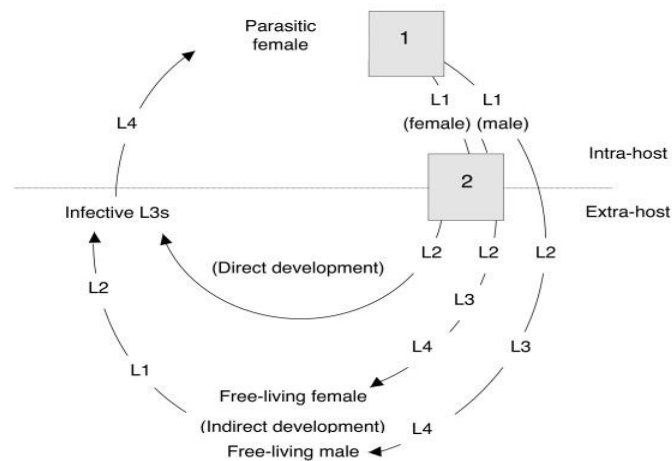 Parasitic
female
1
L1 L1
(female) (male)
L4
Intra-host
2
Infective L3s
Extra-host
(Direct development)
L2 L2 L2
L2
L3
L3
L4
L1
Free-living female
(Indirect development)
L4
Free-living male